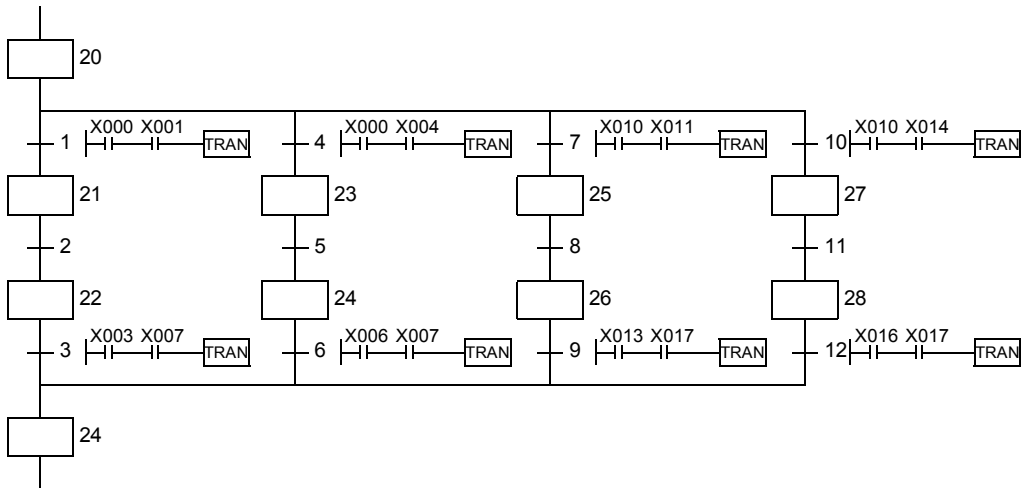 20
1 X000 X001 TRAN 4 X000 X004 TRAN 7 X010 X011 TRAN 10 X010 X014 TRAN
21 23 25 27
2 5 8 11
22 24 26 28
3 X003 X007 TRAN 6 X006 X007 TRAN 9 X013 X017 TRAN 12 X016 X017 TRAN
24